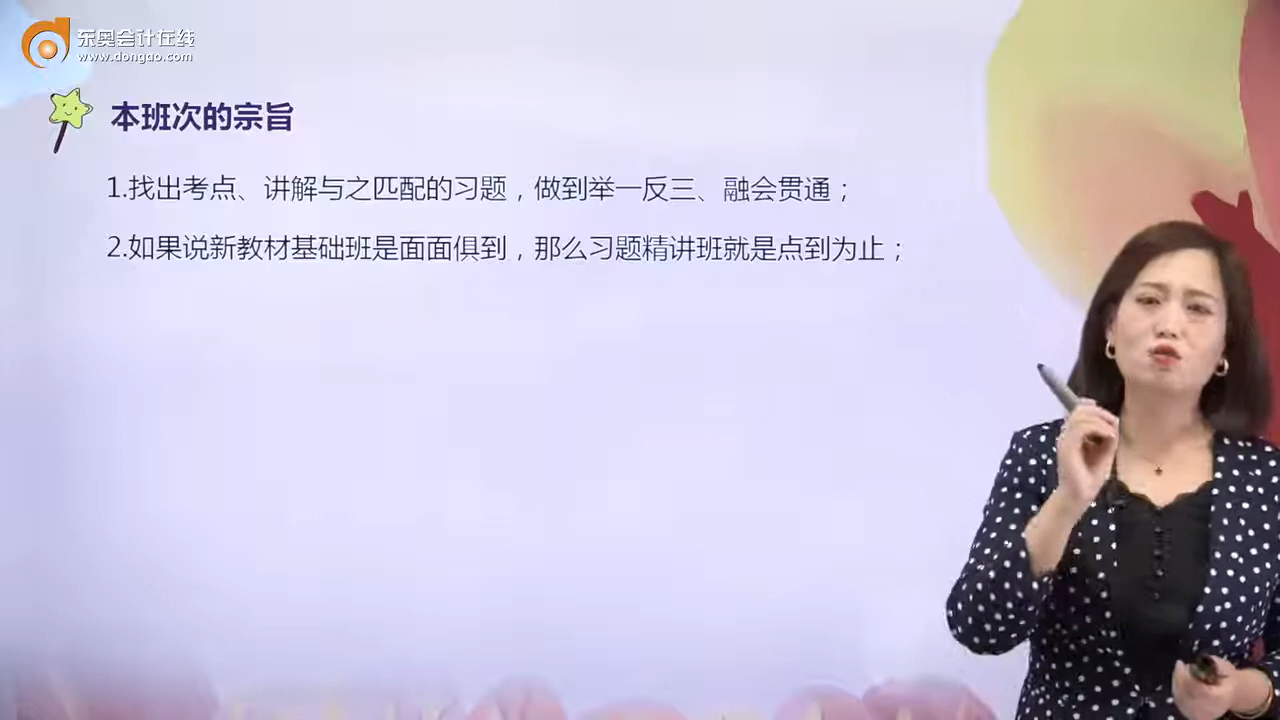 东奥会计在线
www.dongao.com
本班次的宗旨
1.找出考点、讲解与之匹配的习题，做到举一反三、融会贯通；
2.如果说新教材基础班是面面俱到，那么习题精讲班就是点到为止；